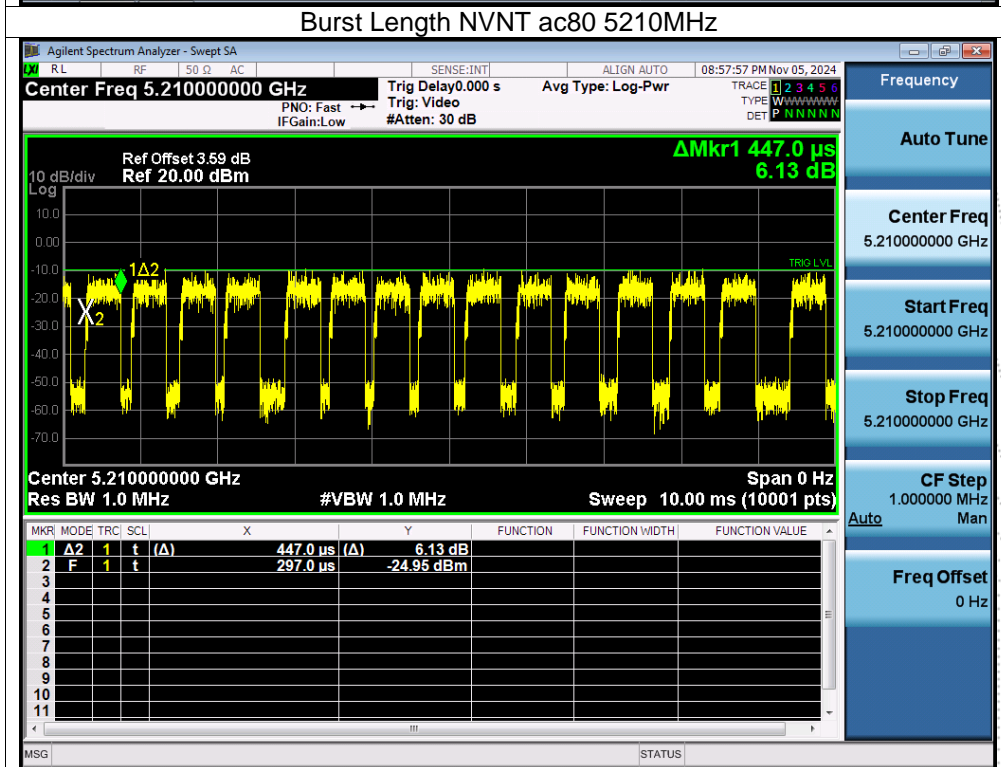 Burst Length NVNT ac80 5210MHz
Agilent Spectrum Analyzer - Swept SA
LXI RL RF 50 Ω AC SENSE:INT ALIGN AUTO 08:57:57 PM Nov 05, 2024
Center Freq 5.210000000 GHz
PNO: Fast
IFGain:Low
Trig Delay0.000 s
Trig: Video
#Atten: 30 dB
Avg Type: Log-Pwr
TRACE 1 2 3 4 5 6
TYPE WWWWWW
DET P N N N N N
Ref Offset 3.59 dB
Ref 20.00 dBm
10 dB/div
Log
ΔMkr1 447.0 µs
6.13 dB
10.0
0.00
-10.0
-20.0
-30.0
-40.0
-50.0
-60.0
-70.0
1Δ2
X2
TRIG LVL
Center 5.210000000 GHz
Res BW 1.0 MHz
#VBW 1.0 MHz
Span 0 Hz
Sweep 10.00 ms (10001 pts)
MKR MODE TRC SCL X Y FUNCTION FUNCTION WIDTH FUNCTION VALUE
1 Δ2 1 t (Δ) 447.0 µs (Δ) 6.13 dB
2 F 1 t 297.0 µs -24.95 dBm
3
4
5
6
7
8
9
10
11
MSG
STATUS
Frequency
Auto Tune
Center Freq
5.210000000 GHz
Start Freq
5.210000000 GHz
Stop Freq
5.210000000 GHz
CF Step
1.000000 MHz
Auto Man
Freq Offset
0 Hz